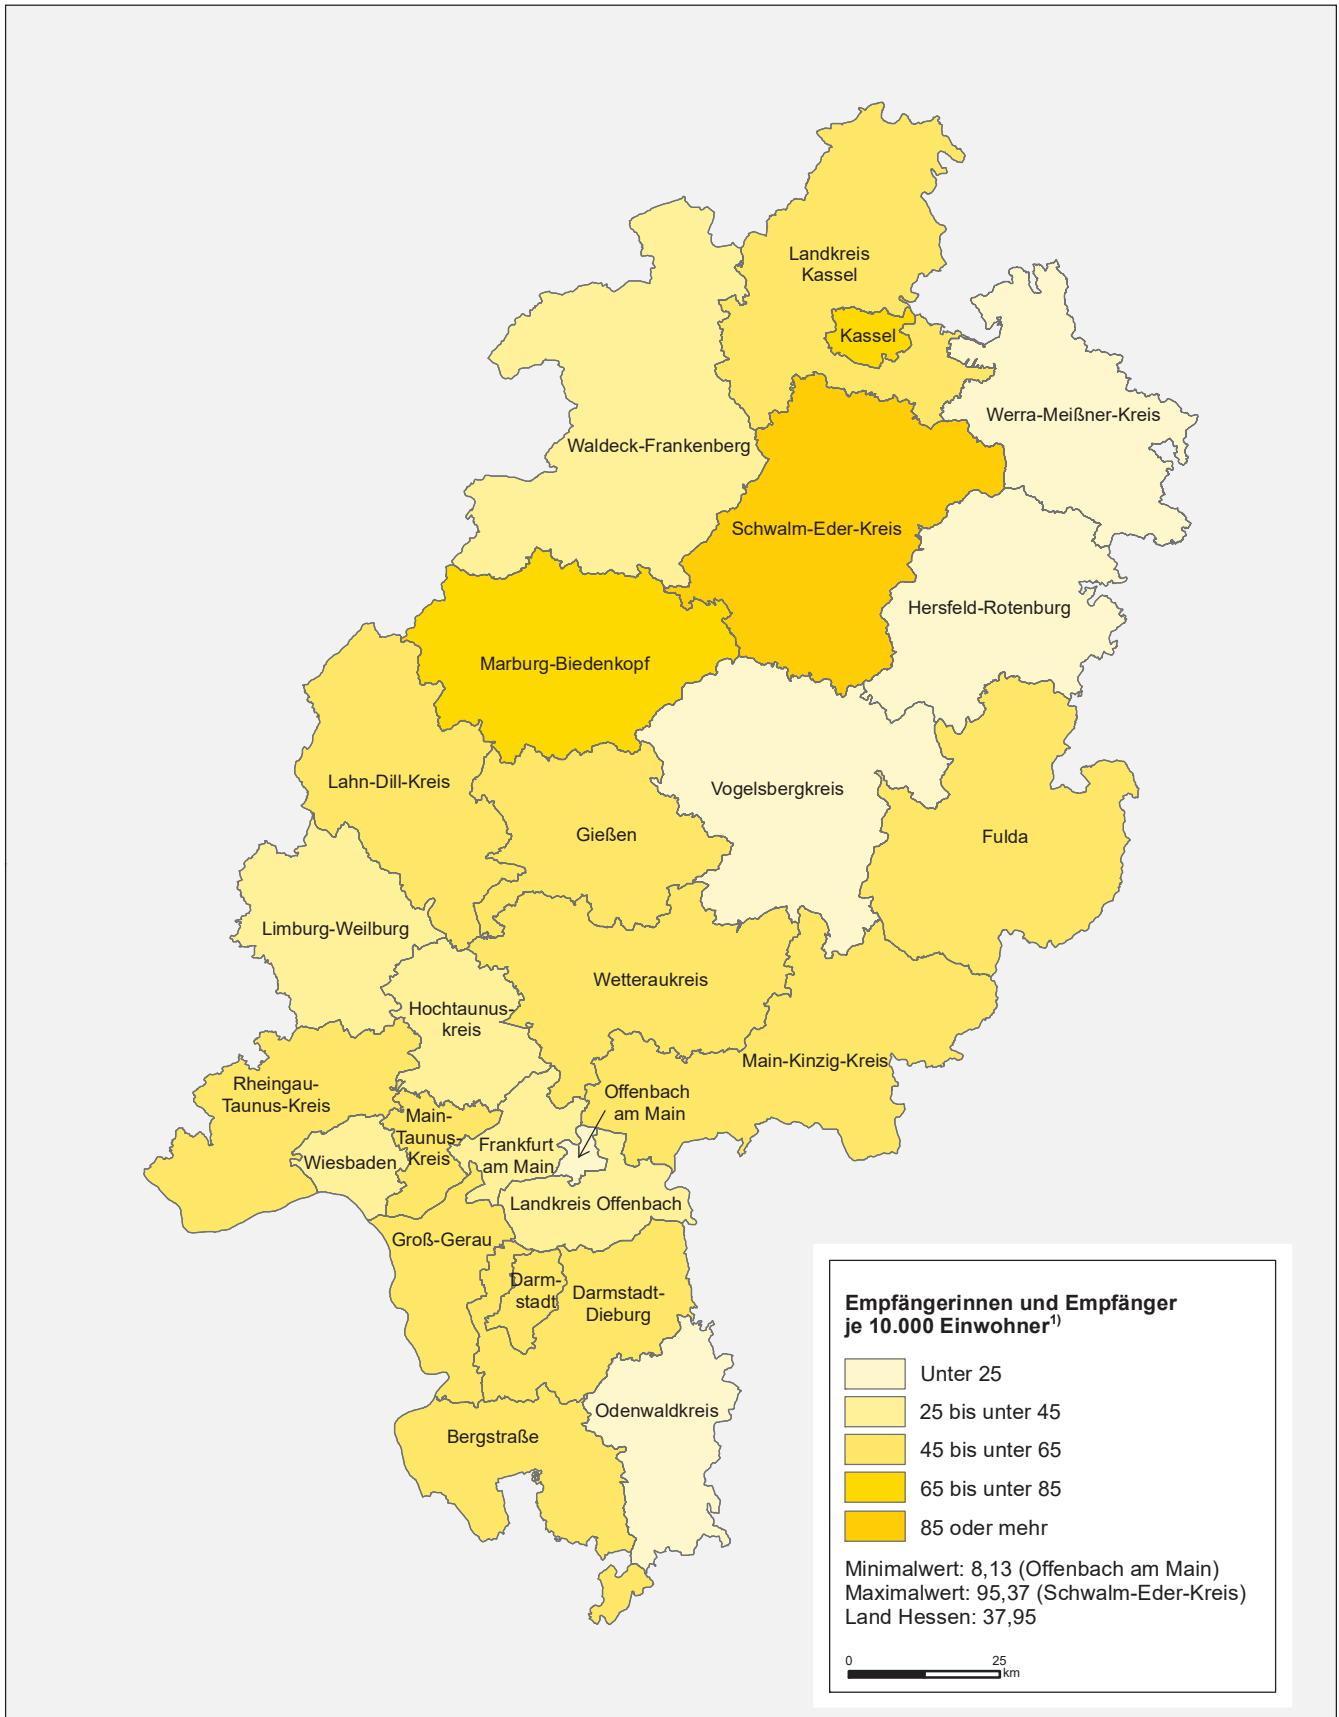 Landkreis
Kassel
Kassel
Werra-Meißner-Kreis
Waldeck-Frankenberg
Schwalm-Eder-Kreis
Hersfeld-Rotenburg
Marburg-Biedenkopf
Lahn-Dill-Kreis
Vogelsbergkreis
Gießen
Fulda
Limburg-Weilburg
Wetteraukreis
Hochtaunus-
kreis
Main-Kinzig-Kreis
Rheingau-
Taunus-Kreis
Offenbach
am Main
Main-
Taunus-
Kreis
Frankfurt
am Main
Wiesbaden
Landkreis Offenbach
Groß-Gerau
Darm-
stadt
Darmstadt-
Dieburg
Odenwaldkreis
Bergstraße
Empfängerinnen und Empfänger
je 10.000 Einwohner¹⁾
Unter 25
25 bis unter 45
45 bis unter 65
65 bis unter 85
85 oder mehr
Minimalwert: 8,13 (Offenbach am Main)
Maximalwert: 95,37 (Schwalm-Eder-Kreis)
Land Hessen: 37,95
0 25
km